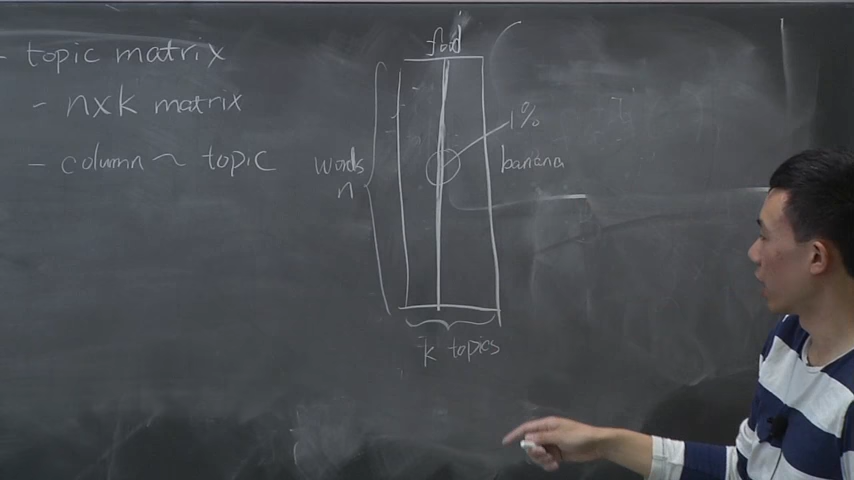 - topic matrix
- nxk matrix
- column ~ topic
food
1%
banana
words
n
k topics